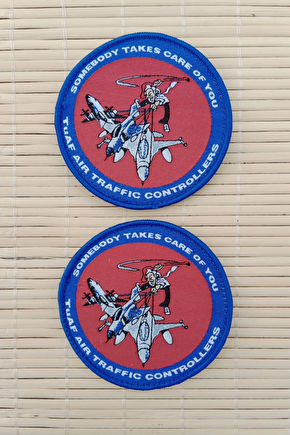 SOMEBODY TAKES CARE OF YOU
TUAF AIR TRAFFIC CONTROLLERS
SOMEBODY TAKES CARE OF YOU
TUAF AIR TRAFFIC CONTROLLERS